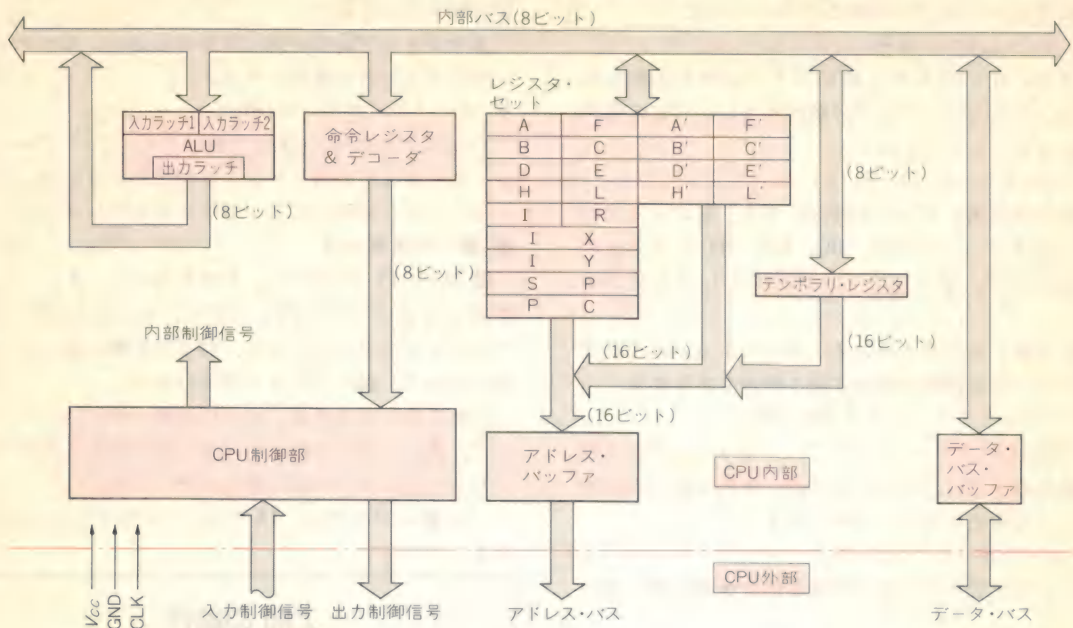 内部バス(8ビット)
レジスタ・
セット
入力ラッチ1 入力ラッチ2
ALU
出力ラッチ
(8ビット)
命令レジスタ
& デコーダ
(8ビット)
A F A' F'
B C B' C'
D E D' E'
H L H' L'
I R
I X
I Y
S P
P C
(8ビット)
テンポラリ・レジスタ
(16ビット)
(16ビット)
(16ビット)
内部制御信号
CPU制御部
アドレス・
バッファ
CPU内部
データ・
バス・
バッファ
CPU外部
Vcc
GND
CLK
入力制御信号
出力制御信号
アドレス・バス
データ・バス